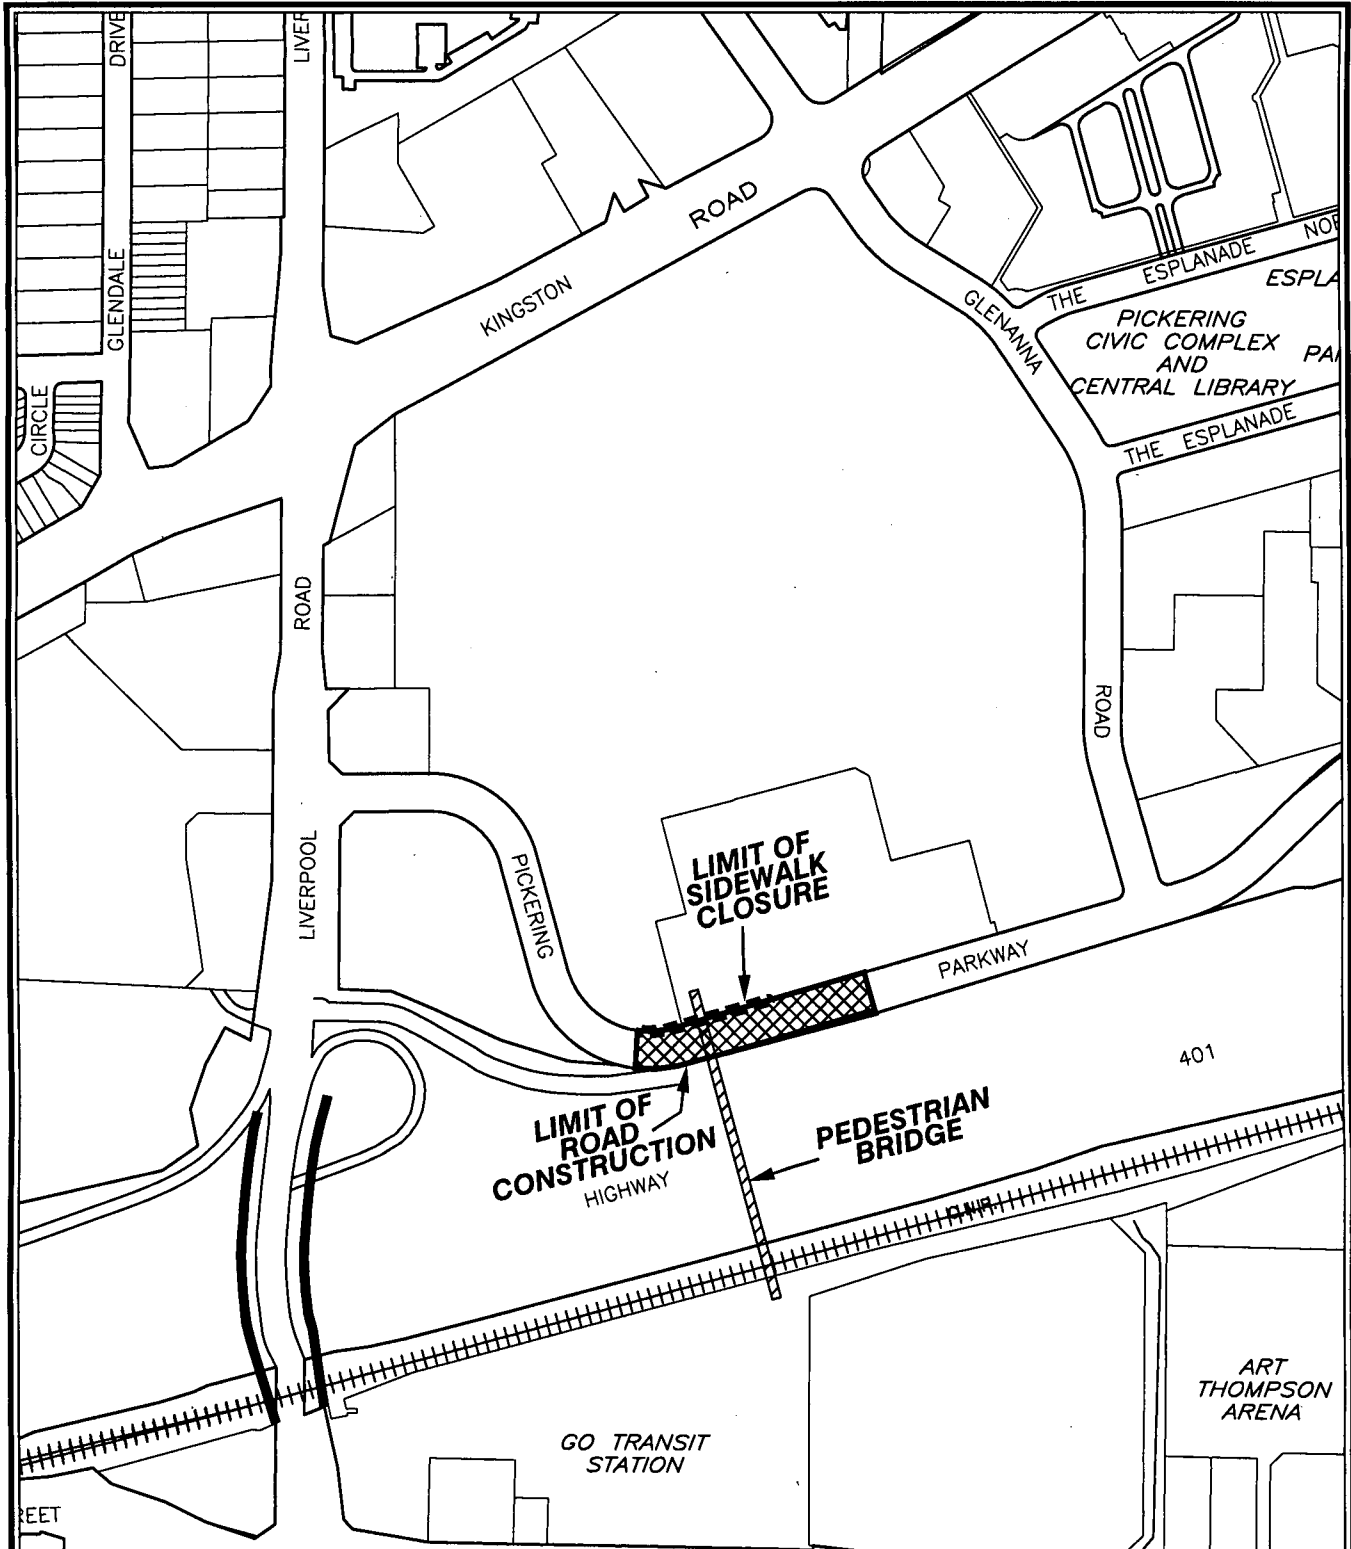 DRIVE
LIVER
ROAD
KINGSTON
GLENDALE
CIRCLE
GLENANNA
THE ESPLANADE NOR
ESPLA
PICKERING
CIVIC COMPLEX
AND
CENTRAL LIBRARY
PA
THE ESPLANADE
ROAD
ROAD
LIVERPOOL
PICKERING
LIMIT OF
SIDEWALK
CLOSURE
PARKWAY
401
LIMIT OF
ROAD
CONSTRUCTION
HIGHWAY
PEDESTRIAN
BRIDGE
C.N.R.
ART
THOMPSON
ARENA
GO TRANSIT
STATION
REET